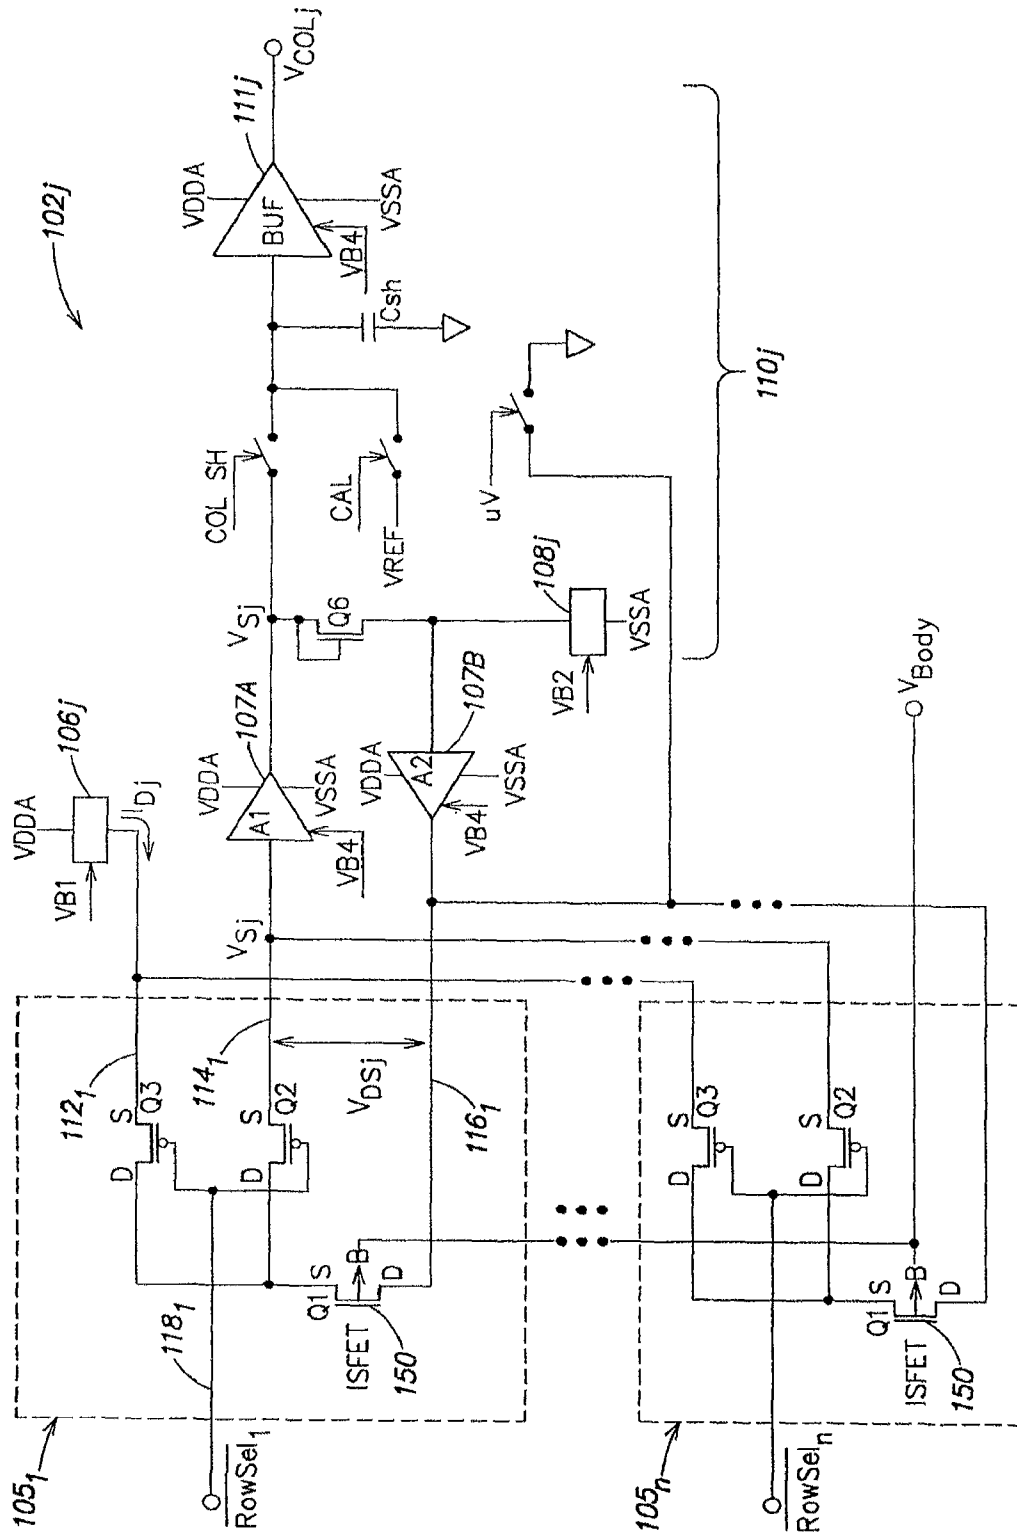 102j
VDDA
111j
BUF
VCOLj
VB4
VSSA
Csh
COL SH
CAL
VREF
uV
110j
VDDA
106j
VB1
IDj
VSj
VDDA
107A
A1
VSSA
VB4
VSj
Q6
VDDA
107B
A2
VB4
VSSA
108j
VB2
VSSA
VBody
112₁
S
Q3
D
114₁
S
Q2
D
VDSj
116₁
118₁
Q1
S
B
D
ISFET
150
105₁
RowSel₁
S
Q3
D
S
Q2
D
Q1
S
B
D
ISFET
150
105n
RowSeln